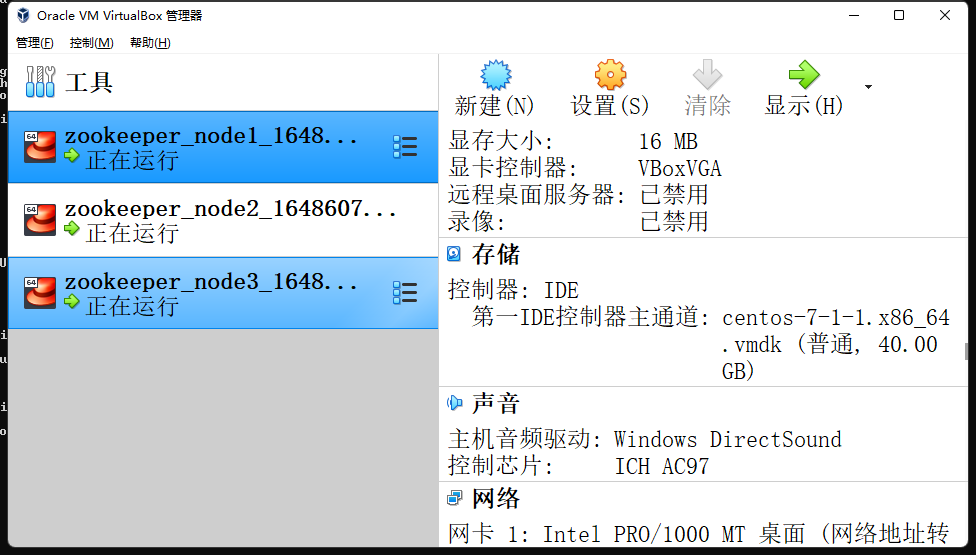 Oracle VM VirtualBox 管理器
管理(F) 控制(M) 帮助(H)
工具
64
zookeeper_node1_1648...
正在运行
64
zookeeper_node2_1648607...
正在运行
64
zookeeper_node3_1648...
正在运行
新建(N) 设置(S) 清除 显示(H)
显存大小: 16 MB
显卡控制器: VBoxVGA
远程桌面服务器: 已禁用
录像: 已禁用
存储
控制器: IDE
第一IDE控制器主通道: centos-7-1-1.x86_64
.vmdk (普通, 40.00
GB)
声音
主机音频驱动: Windows DirectSound
控制芯片: ICH AC97
网络
网卡 1: Intel PRO/1000 MT 桌面 (网络地址转